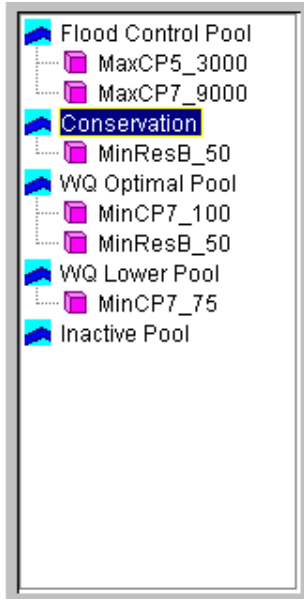 Flood Control Pool
MaxCP5_3000
MaxCP7_9000
Conservation
MinResB_50
WQ Optimal Pool
MinCP7_100
MinResB_50
WQ Lower Pool
MinCP7_75
Inactive Pool